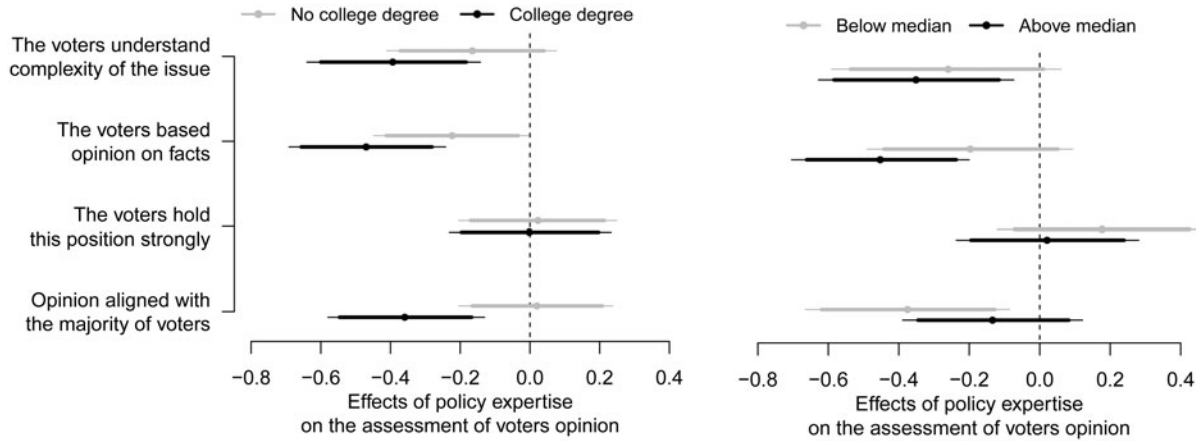 No college degree College degree
The voters understand
complexity of the issue
The voters based
opinion on facts
The voters hold
this position strongly
Opinion aligned with
the majority of voters
−0.8 −0.6 −0.4 −0.2 0.0 0.2 0.4
Effects of policy expertise
on the assessment of voters opinion
Below median Above median
−0.8 −0.6 −0.4 −0.2 0.0 0.2 0.4
Effects of policy expertise
on the assessment of voters opinion